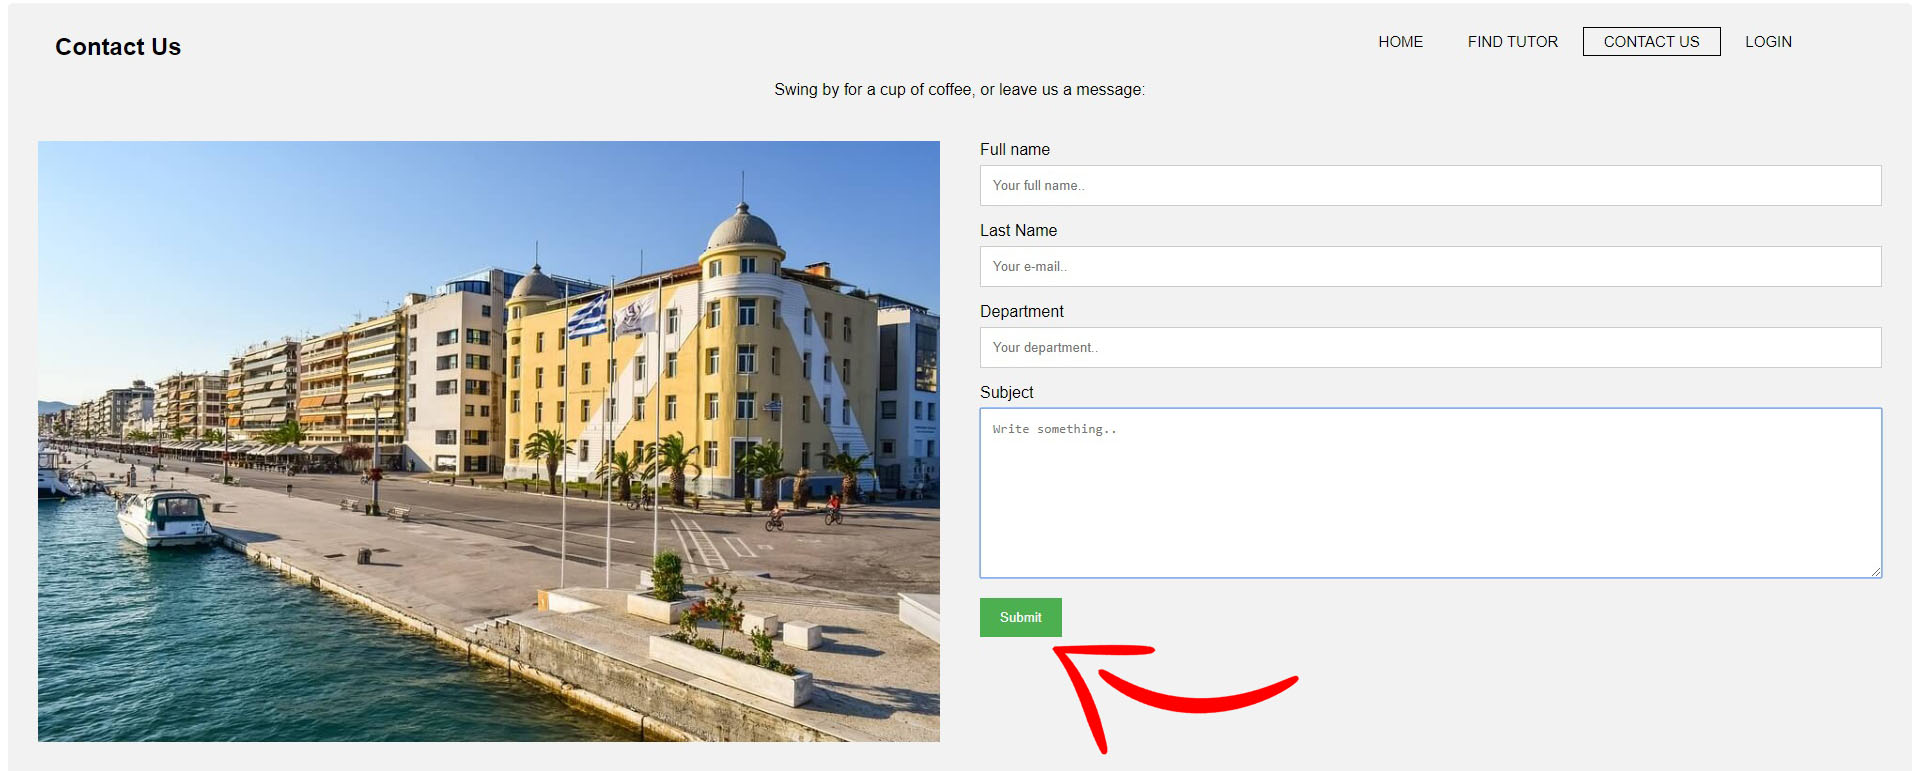 Contact Us
HOME
FIND TUTOR
CONTACT US
LOGIN
Swing by for a cup of coffee, or leave us a message:
Full name
Your full name..
Last Name
Your e-mail..
Department
Your department..
Subject
Write something..
Submit